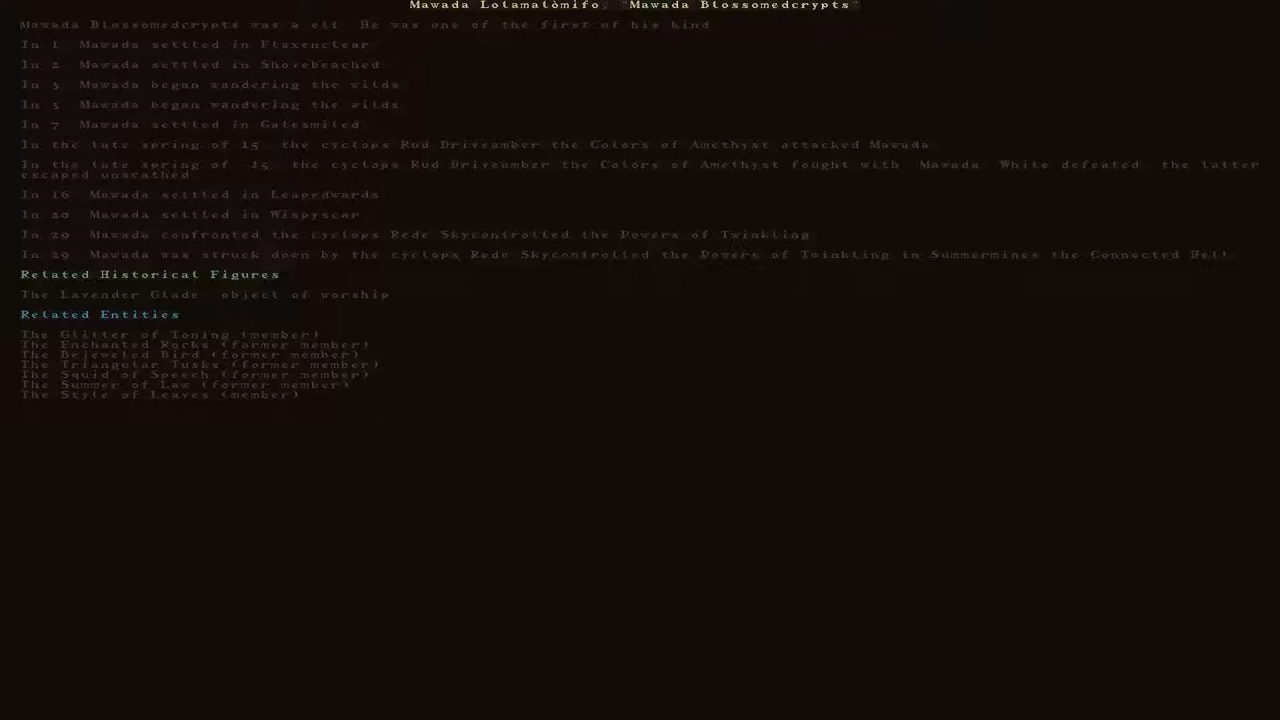 Mawada Lolamalòmifo, "Mawada Blossomedcrypts"
Mawada Blossomedcrypts was a elf. He was one of the first of his kind.
In 1, Mawada settled in Flaxenclear.
In 2, Mawada settled in Shorebeached.
In 3, Mawada began wandering the wilds.
In 5, Mawada began wandering the wilds.
In 7, Mawada settled in Galesmiled.
In the late spring of 15, the cyclops Rud Driveamber the Colors of Amethyst attacked Mawada.
In the late spring of 15, the cyclops Rud Driveamber the Colors of Amethyst fought with Mawada. While defeated, the latter
escaped unscathed.
In 16, Mawada settled in Leapedwards.
In 20, Mawada settled in Wispyscar.
In 29, Mawada confronted the cyclops Rede Skycontrolled the Powers of Twinkling.
In 29, Mawada was struck down by the cyclops Rede Skycontrolled the Powers of Twinkling in Summermines the Connected Hell.
Related Historical Figures
The Lavender Glade, object of worship
Related Entities
The Glitter of Toning (member)
The Enchanted Rocks (former member)
The Bejeweled Bird (former member)
The Triangular Tusks (former member)
The Squid of Speech (former member)
The Summer of Law (former member)
The Style of Leaves (member)